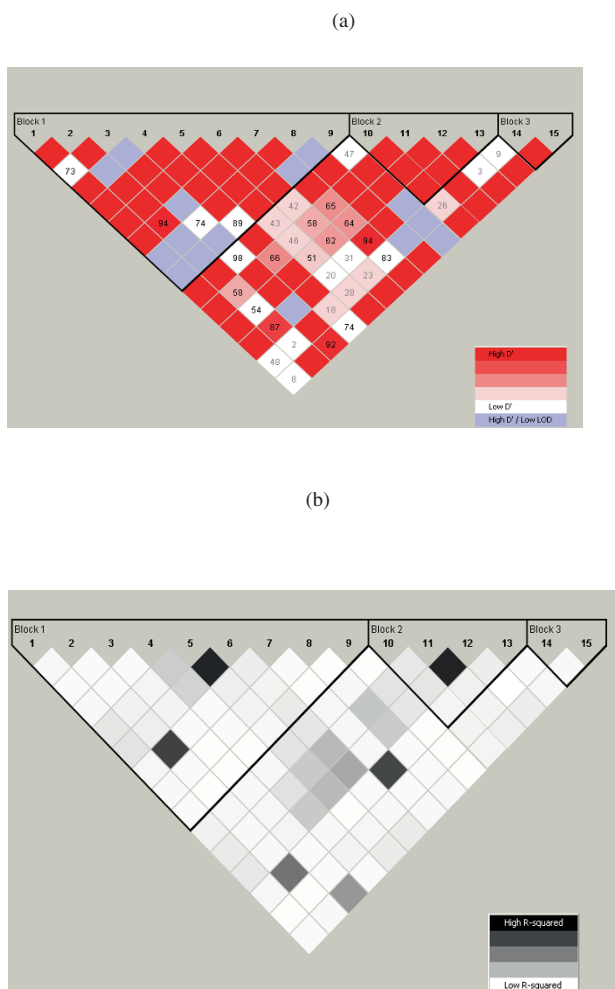 (a)
Block 1 Block 2 Block 3
1 2 3 4 5 6 7 8 9 10 11 12 13 14 15
47 9
73 3
42 65 26
94 74 89 43 58 64
46 62 94
98 66 51 31 83
20 23
58 28
54 18
87 74
2 92
48
8
High D'
Low D'
High D' / Low LOD
(b)
Block 1 Block 2 Block 3
1 2 3 4 5 6 7 8 9 10 11 12 13 14 15
High R-squared
Low R-squared